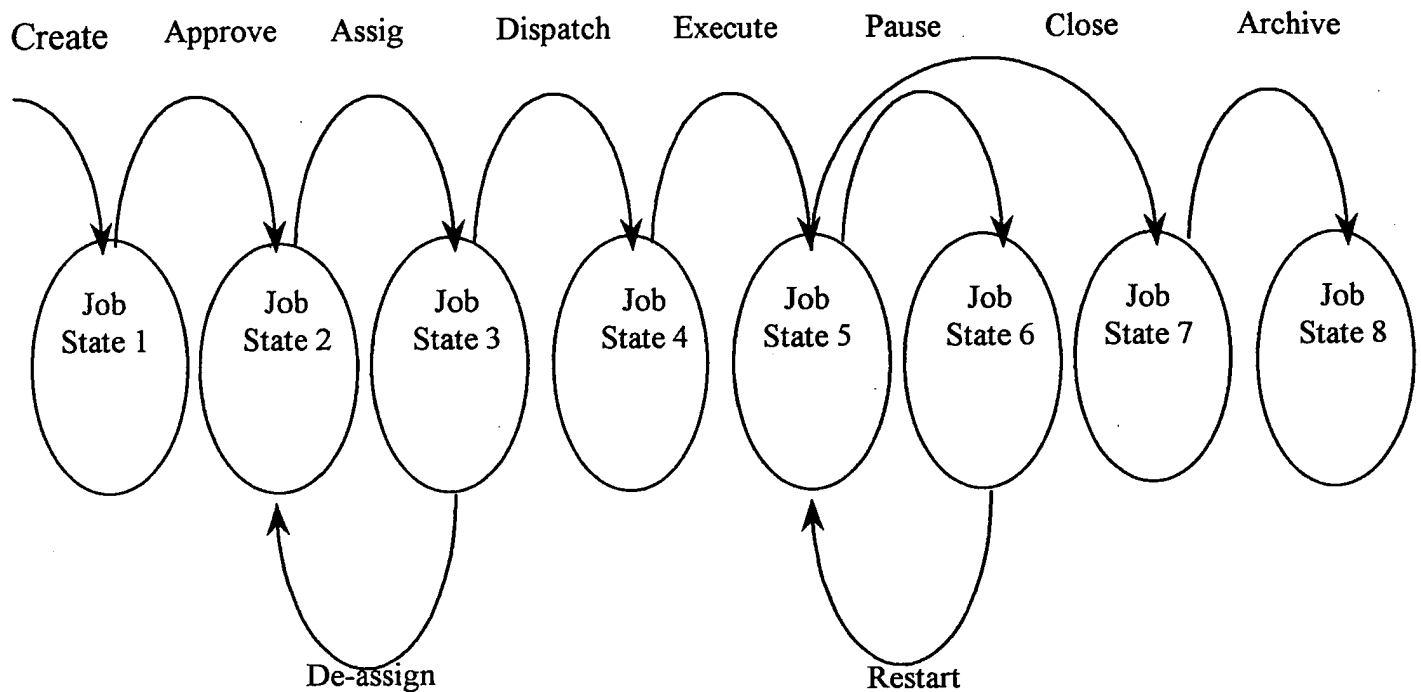 Create Approve Assig Dispatch Execute Pause Close Archive
Job State 1
Job State 2
Job State 3
Job State 4
Job State 5
Job State 6
Job State 7
Job State 8
De-assign Restart